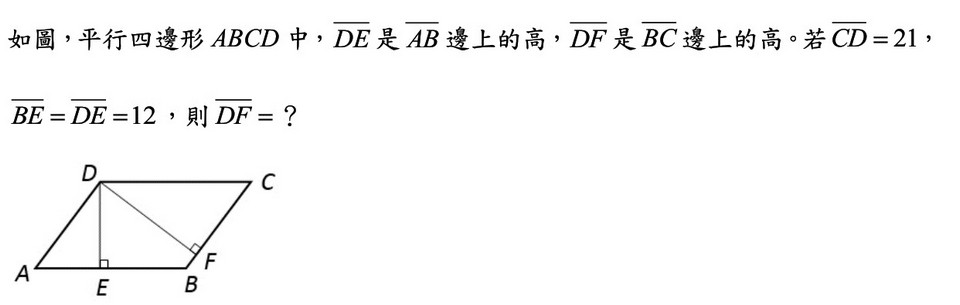 如圖，平行四邊形 ABCD 中，$\overline{DE}$ 是 $\overline{AB}$ 邊上的高，$\overline{DF}$ 是 $\overline{BC}$ 邊上的高。若 $\overline{CD}$ = 21，
$\overline{BE}$ = $\overline{DE}$ = 12，則 $\overline{DF}$ = ？
D
C
A
E
B
F